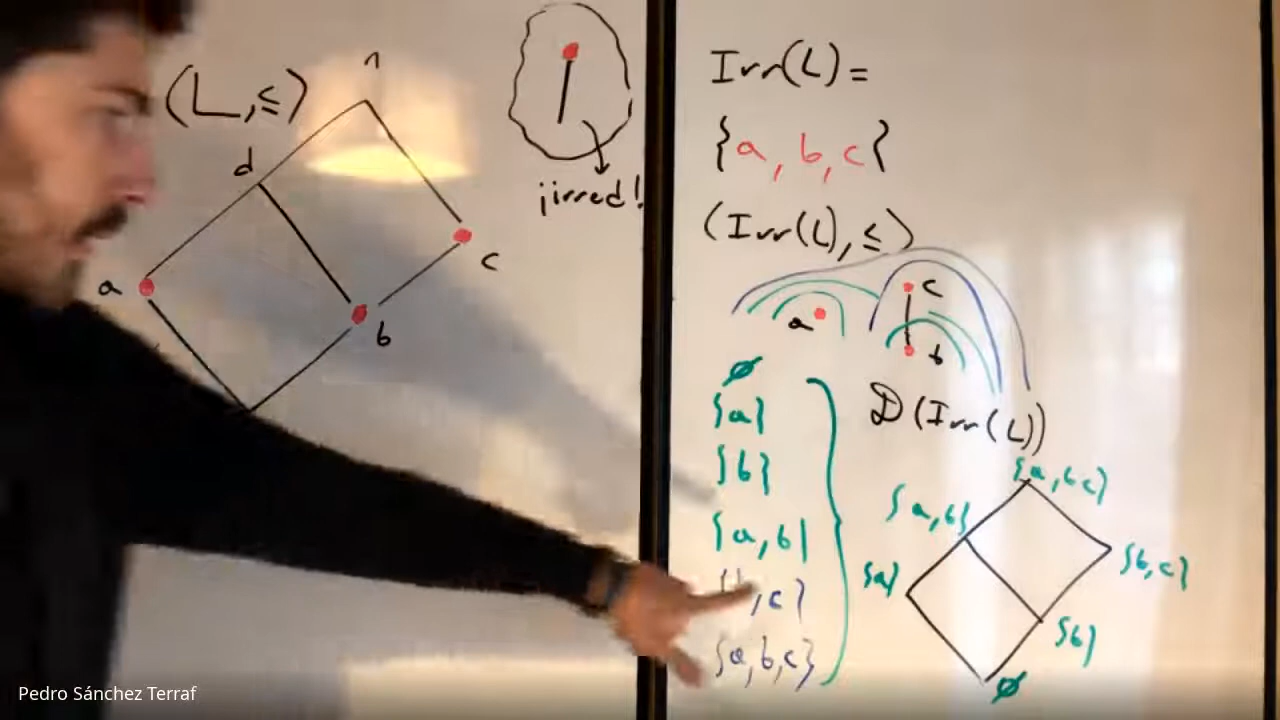 (L,≤)
1
d
a
b
c
¡irred!
Irr(L) =
{a, b, c}
(Irr(L), ≤)
a
c
b
∅
{a}
{b}
{a, b}
,c}
{a,b,c}
D(Irr(L))
{a,b,c}
{a,b}
{b,c}
{a}
{b}
∅
Pedro Sánchez Terraf